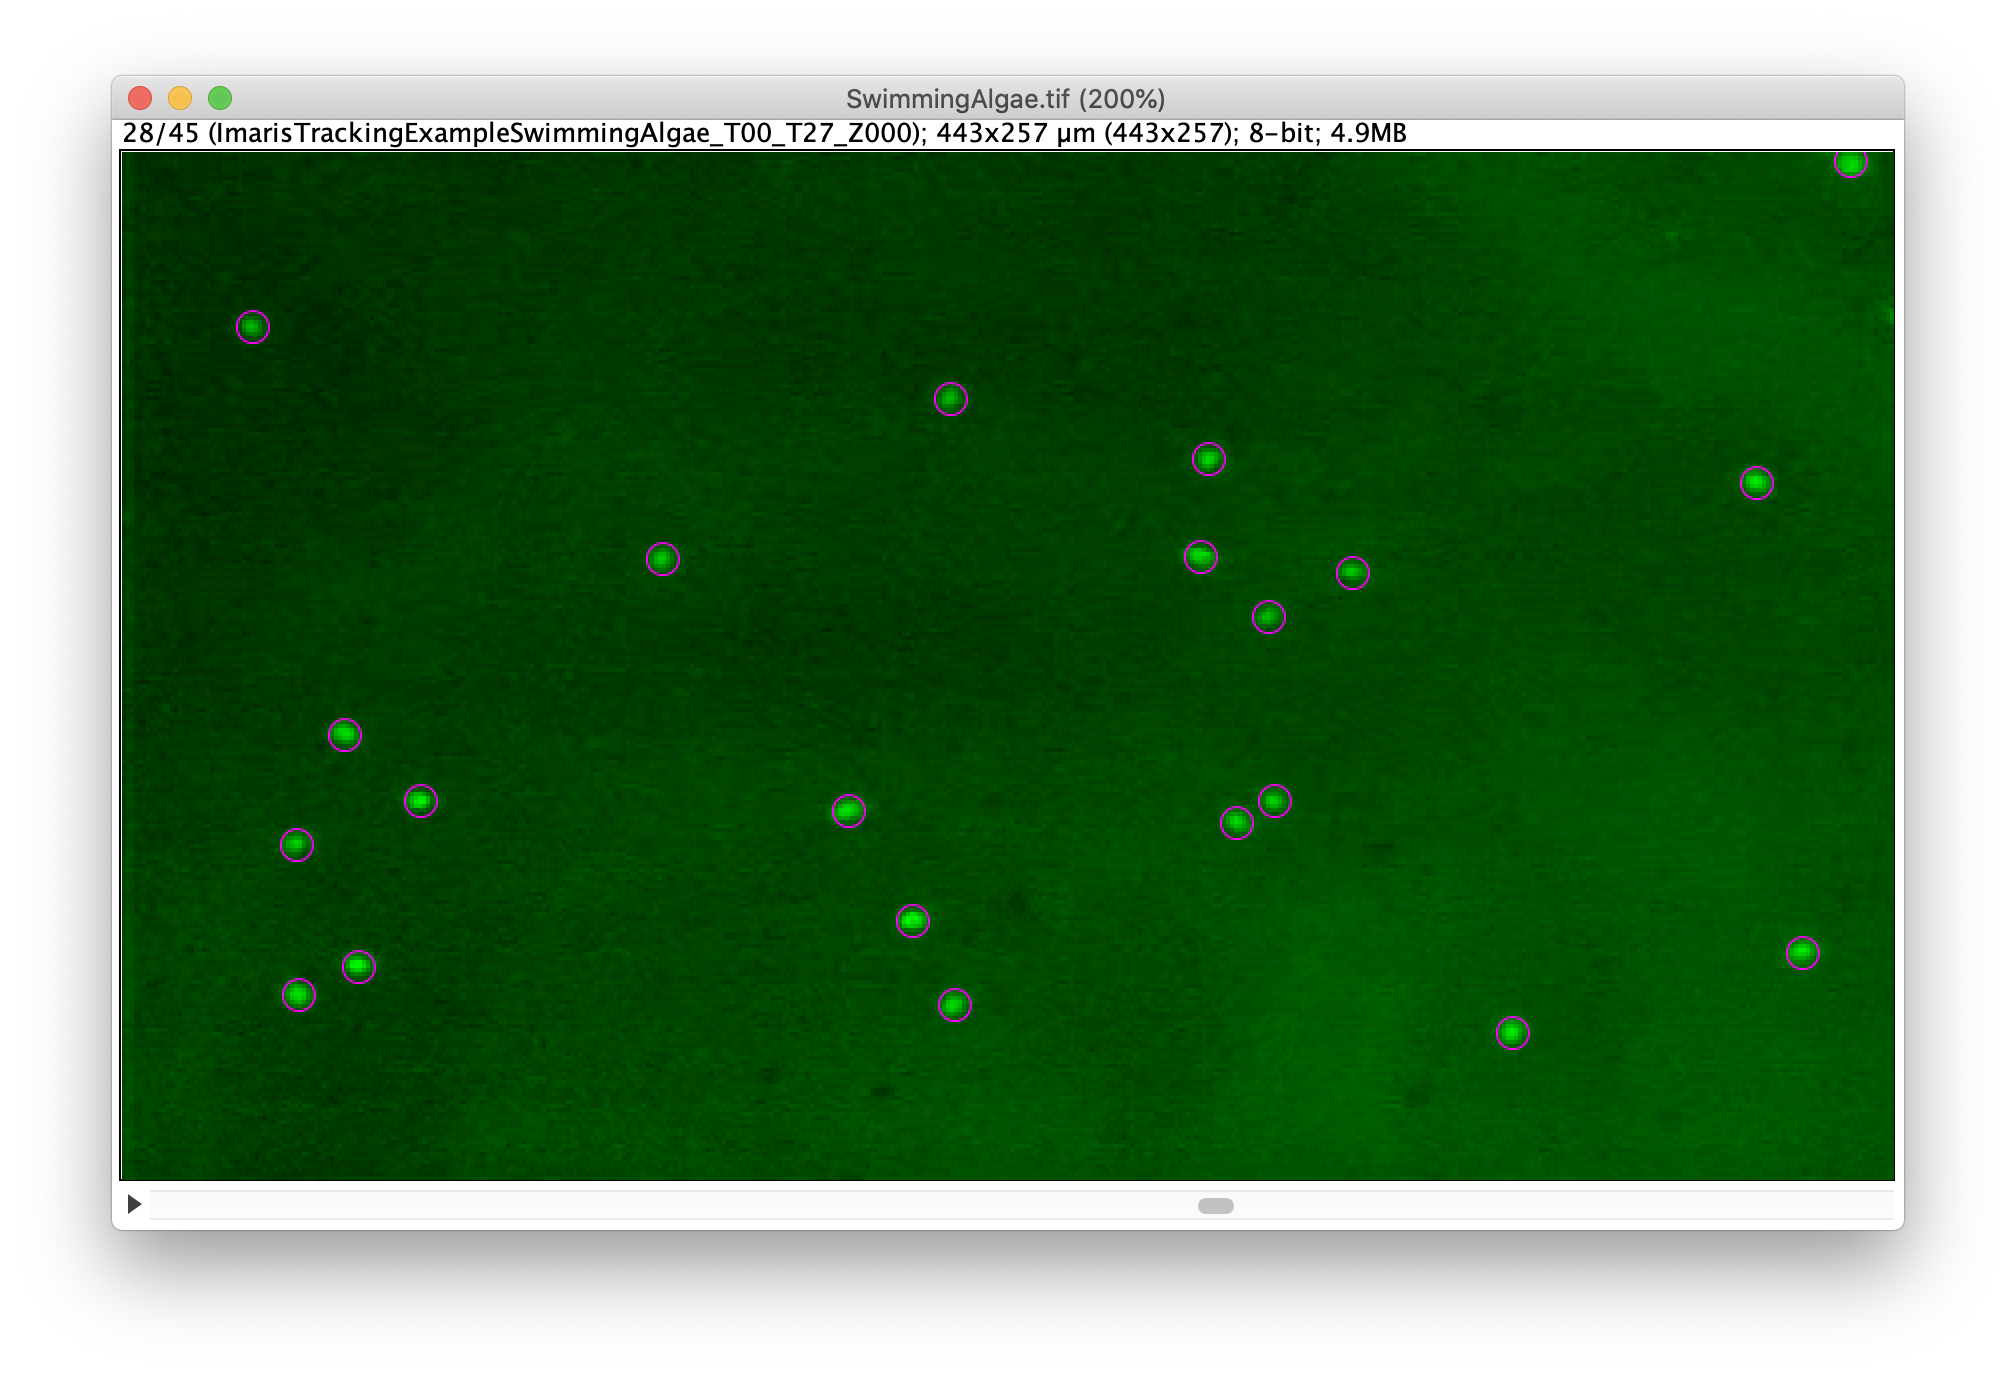 SwimmingAlgae.tif (200%)
28/45 (ImarisTrackingExampleSwimmingAlgae_T00_T27_Z000); 443x257 µm (443x257); 8-bit; 4.9MB